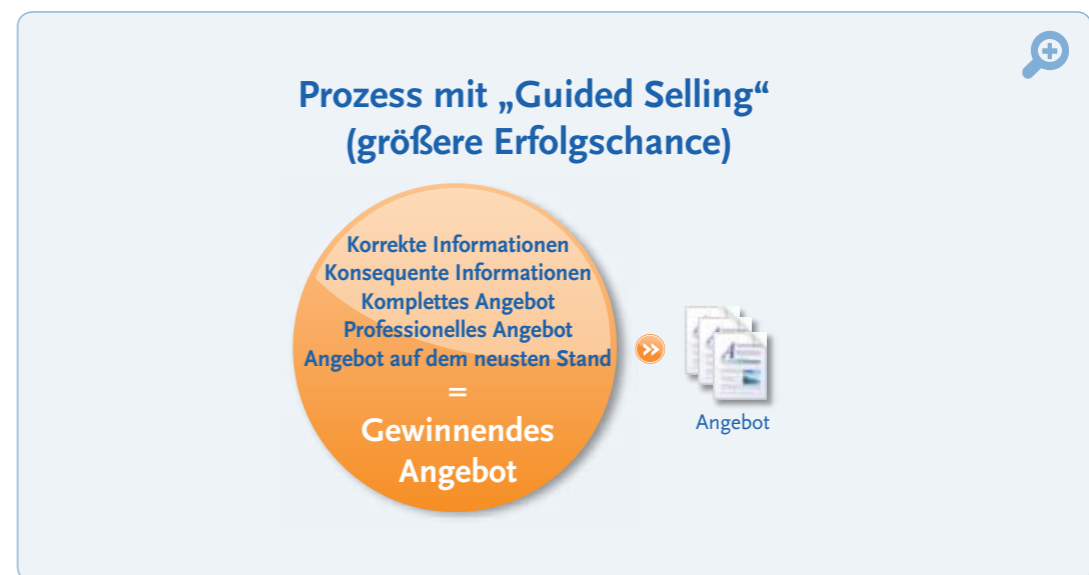 Prozess mit „Guided Selling“
(größere Erfolgschance)
Korrekte Informationen
Konsequente Informationen
Komplettes Angebot
Professionelles Angebot
Angebot auf dem neusten Stand
=
Gewinnendes
Angebot
Angebot